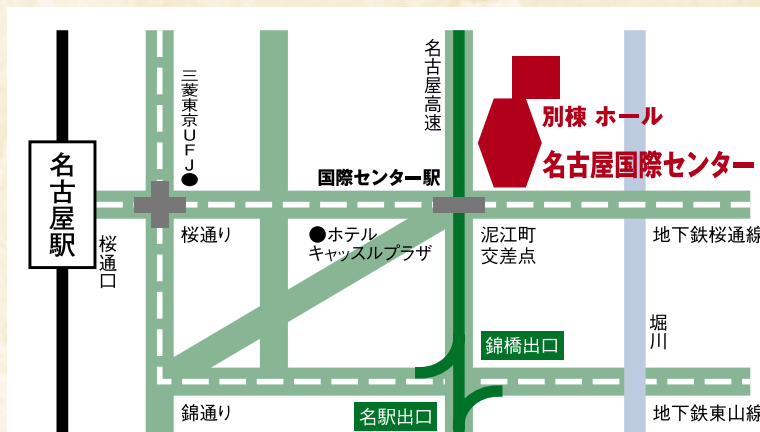 名古屋高速
三菱東京UFJ
別棟 ホール
名古屋国際センター
国際センター駅
名古屋駅
桜通口
桜通り
ホテル
キャッスルプラザ
泥江町
交差点
地下鉄桜通線
堀川
錦橋出口
名駅出口
錦通り
地下鉄東山線